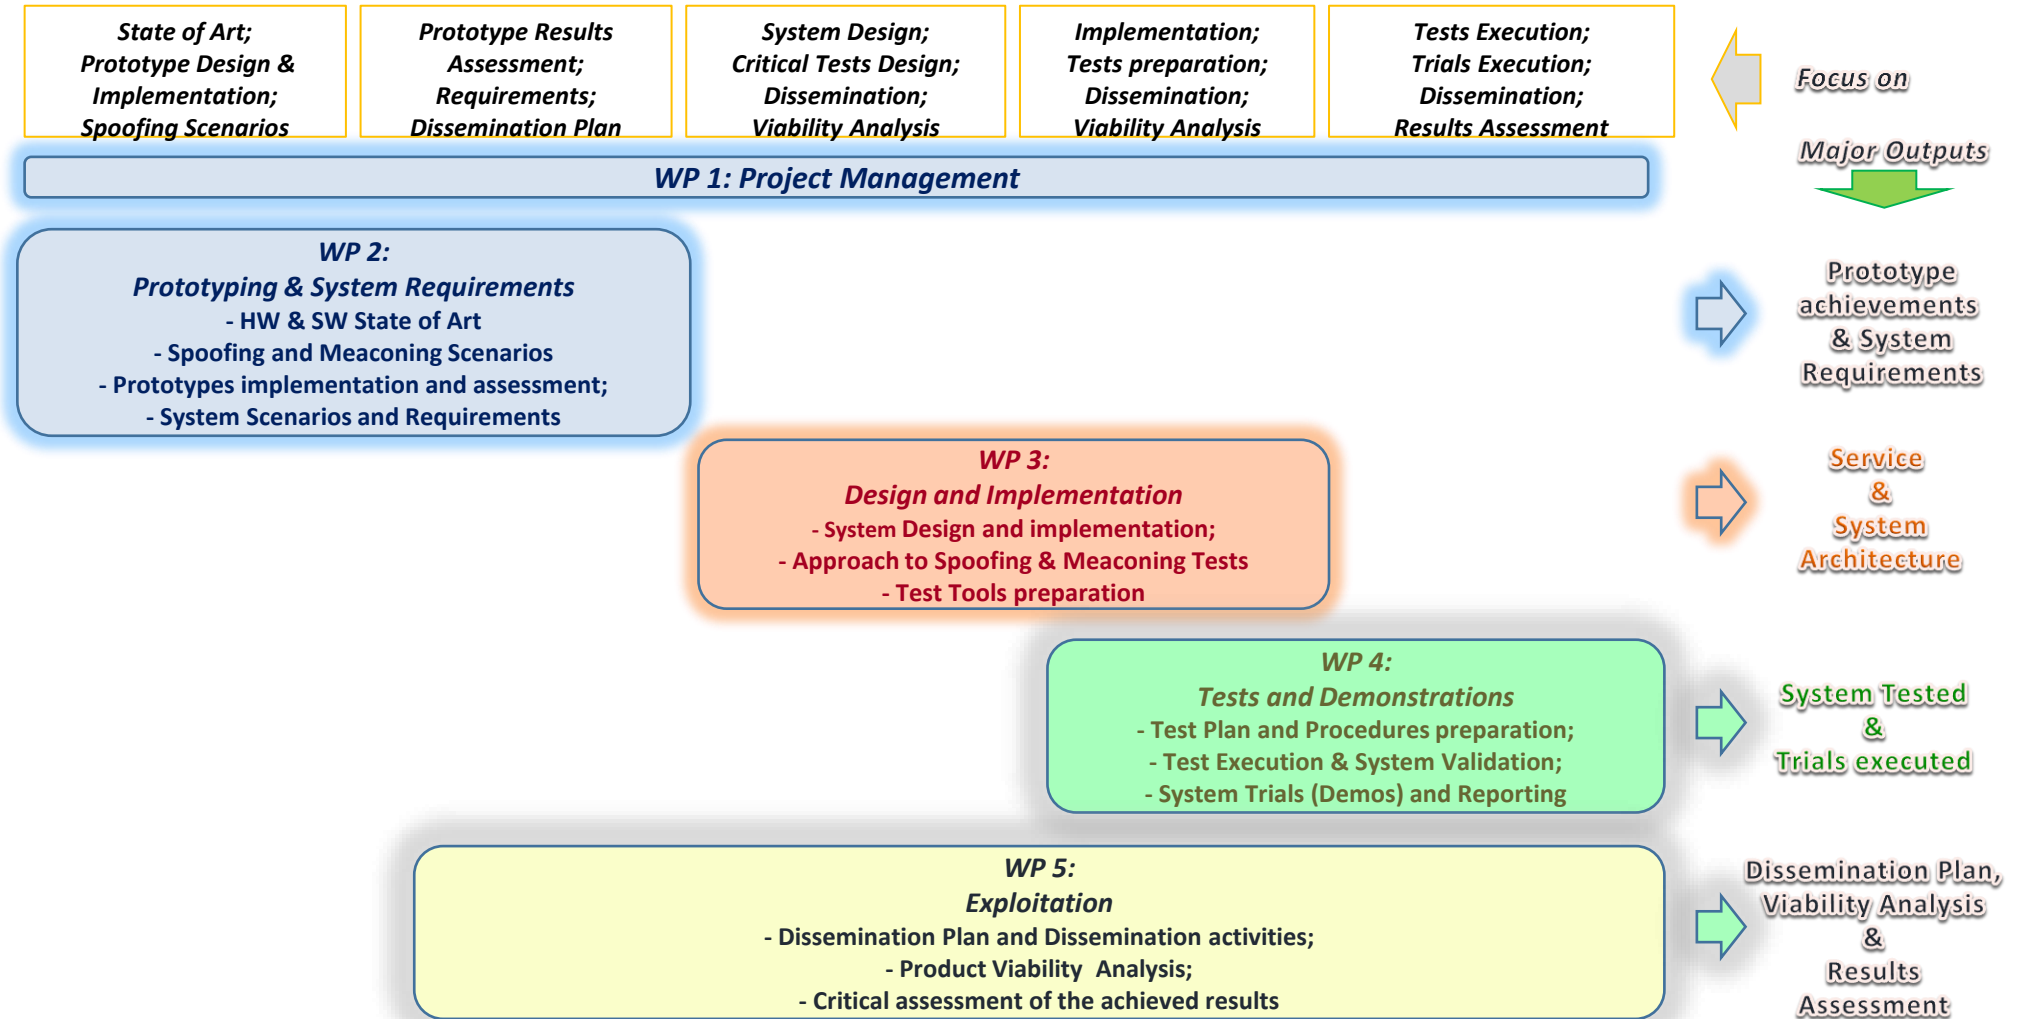 State of Art;
Prototype Design &
Implementation;
Spoofing Scenarios
Prototype Results
Assessment;
Requirements;
Dissemination Plan
System Design;
Critical Tests Design;
Dissemination;
Viability Analysis
Implementation;
Tests preparation;
Dissemination;
Viability Analysis
Tests Execution;
Trials Execution;
Dissemination;
Results Assessment
Focus on
Major Outputs
WP 1: Project Management
WP 2:
Prototyping & System Requirements
- HW & SW State of Art
- Spoofing and Meaconing Scenarios
- Prototypes implementation and assessment;
- System Scenarios and Requirements
Prototype
achievements
& System
Requirements
WP 3:
Design and Implementation
- System Design and implementation;
- Approach to Spoofing & Meaconing Tests
- Test Tools preparation
Service
&
System
Architecture
WP 4:
Tests and Demonstrations
- Test Plan and Procedures preparation;
- Test Execution & System Validation;
- System Trials (Demos) and Reporting
System Tested
&
Trials executed
WP 5:
Exploitation
- Dissemination Plan and Dissemination activities;
- Product Viability  Analysis;
- Critical assessment of the achieved results
Dissemination Plan,
Viability Analysis
&
Results
Assessment